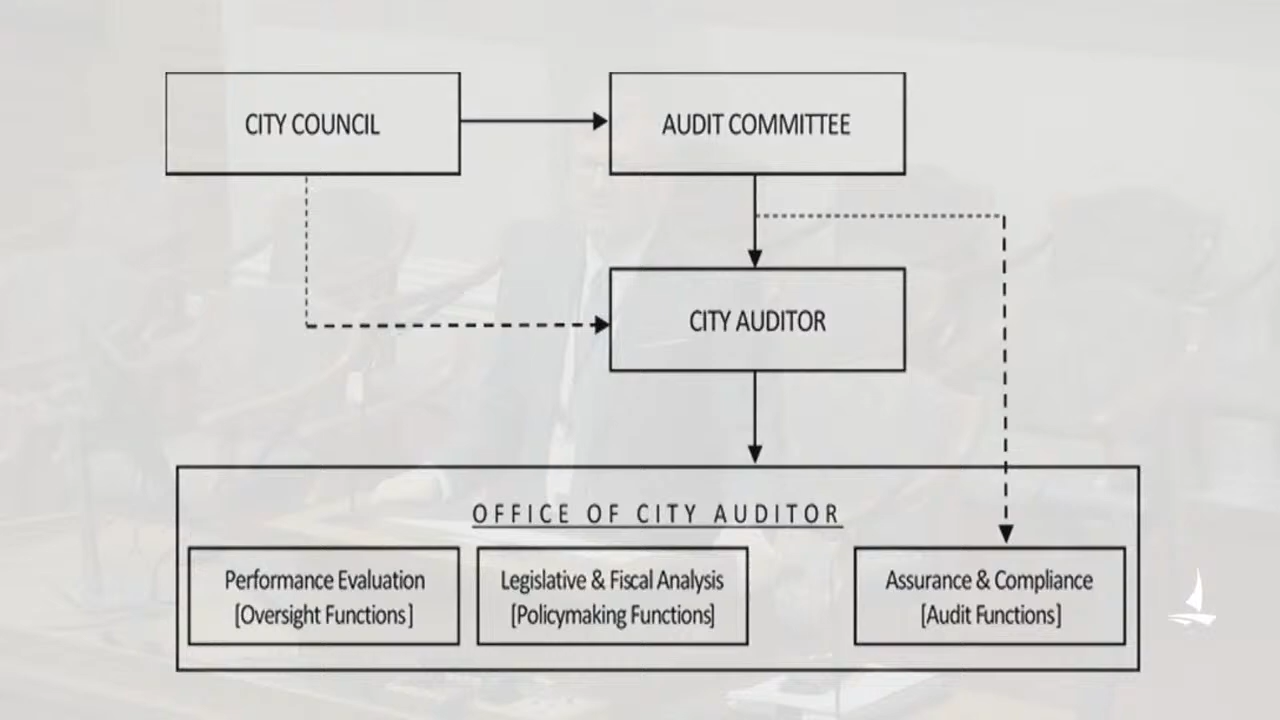 CITY COUNCIL
AUDIT COMMITTEE
CITY AUDITOR
OFFICE OF CITY AUDITOR
Performance Evaluation
[Oversight Functions]
Legislative & Fiscal Analysis
[Policymaking Functions]
Assurance & Compliance
[Audit Functions]